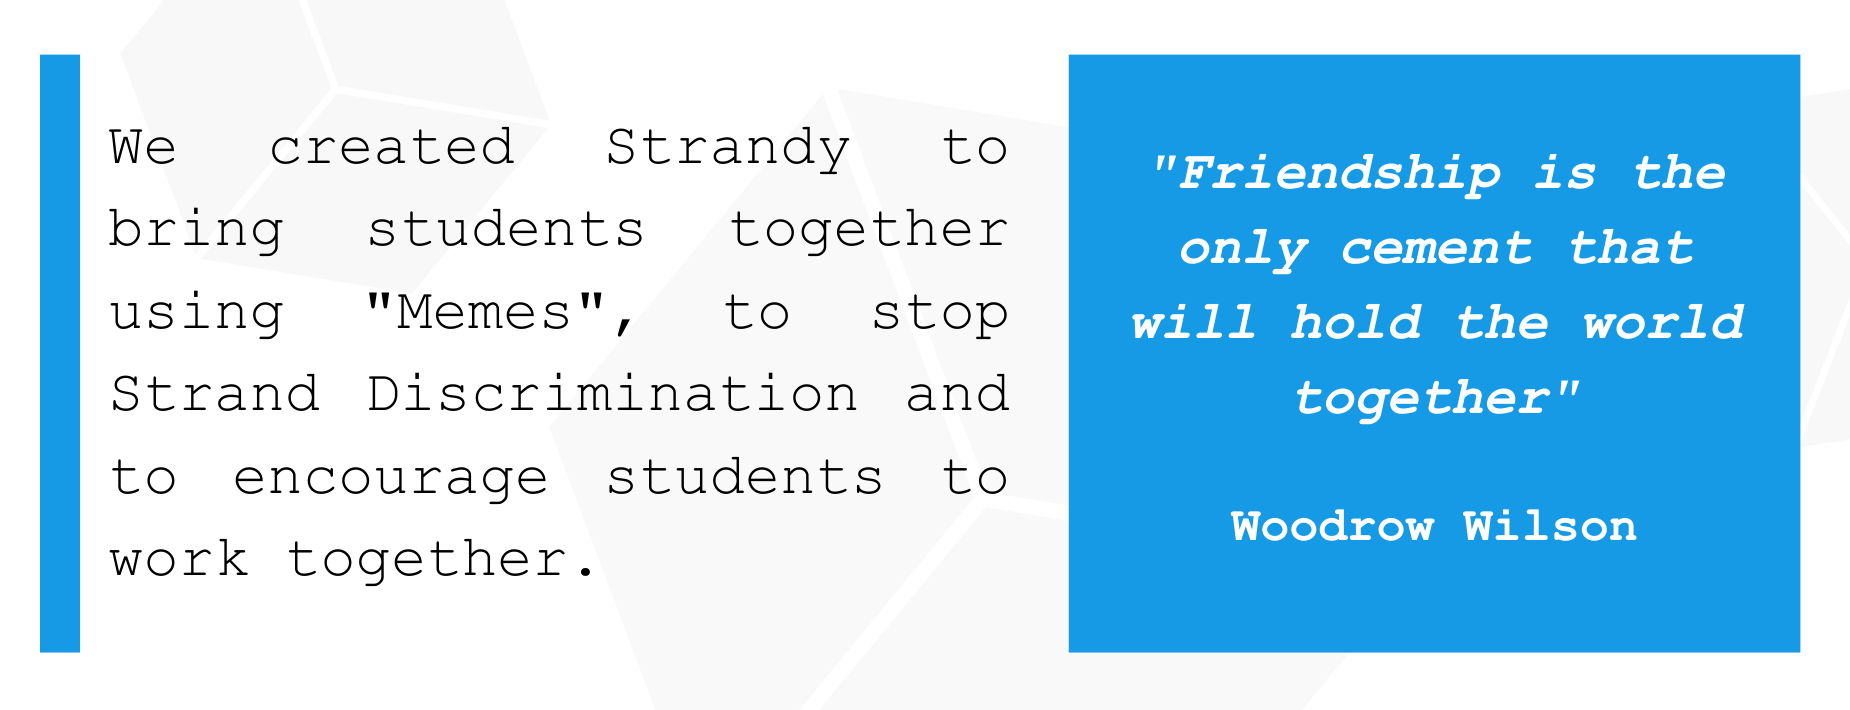 We created Strandy to
bring students together
using "Memes", to stop
Strand Discrimination and
to encourage students to
work together.
"Friendship is the
only cement that
will hold the world
together"
Woodrow Wilson